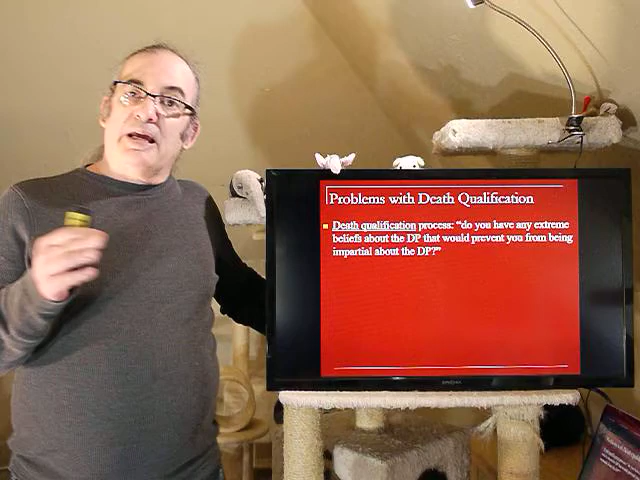 Problems with Death Qualification
Death qualification process: “do you have any extreme
beliefs about the DP that would prevent you from being
impartial about the DP?”